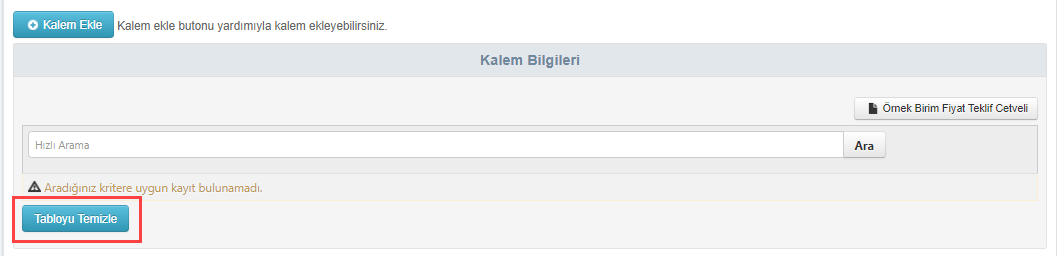 Kalem Ekle Kalem ekle butonu yardımıyla kalem ekleyebilirsiniz.
Kalem Bilgileri
Örnek Birim Fiyat Teklif Cetveli
Hızlı Arama Ara
Aradığınız kritere uygun kayıt bulunamadı.
Tabloyu Temizle